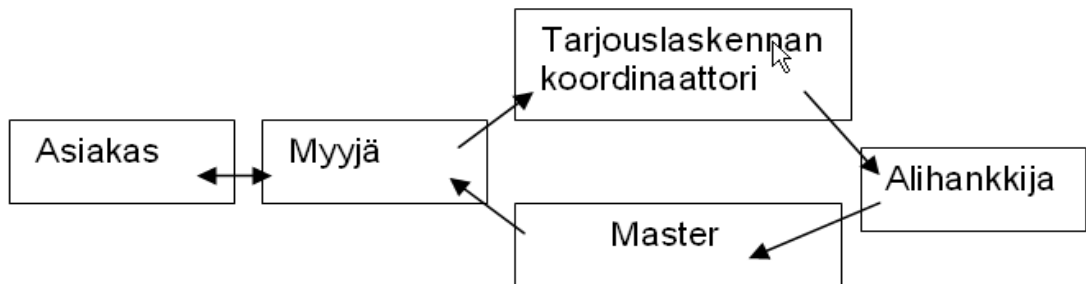 Tarjouslaskennan
koordinaattori
Asiakas
Myyjä
Alihankkija
Master